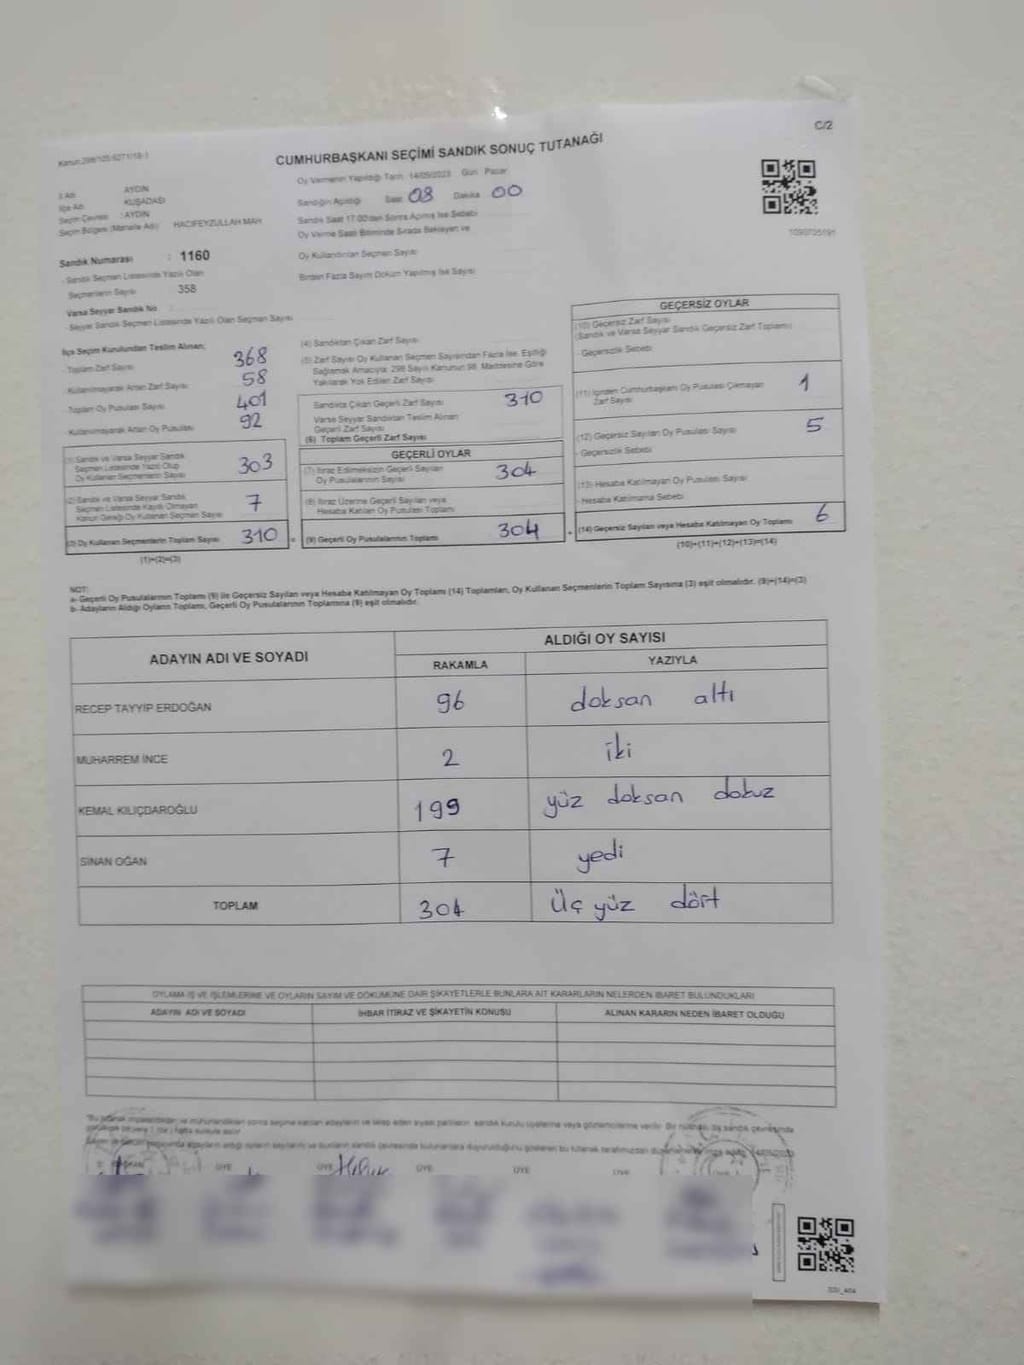 C/2
Kanun:298/105;6271/18-1
CUMHURBAŞKANI SEÇİMİ SANDIK SONUÇ TUTANAĞI
İl Adı AYDIN
İlçe Adı KUŞADASI
Seçim Çevresi : AYDIN
Seçim Bölgesi (Mahalle Adı) HACIFEYZULLAH MAH
Sandık Numarası : 1160
- Sandık Seçmen Listesinde Yazılı Olan
Seçmenlerin Sayısı 358
Varsa Seyyar Sandık No
- Seyyar Sandık Seçmen Listesinde Yazılı Olan Seçmen Sayısı
Oy Vermenin Yapıldığı Tarih: 14/05/2023 Gün: Pazar
Sandığın Açıldığı Saat 08 Dakika 00
Sandık Saat 17.00'den Sonra Açılmış İse Sebebi
Oy Verme Saati Bitiminde Sırada Bekleyen ve
Oy Kullandırılan Seçmen Sayısı
Birden Fazla Sayım Döküm Yapılmış İse Sayısı
İlçe Seçim Kurulundan Teslim Alınan;
- Toplam Zarf Sayısı 368
- Kullanılmayarak Artan Zarf Sayısı 58
- Toplam Oy Pusulası Sayısı 401
- Kullanılmayarak Artan Oy Pusulası 92
(1) Sandık ve Varsa Seyyar Sandık
Seçmen Listesinde Yazılı Olup
Oy Kullanan Seçmenlerin Sayısı 303
(2) Sandık ve Varsa Seyyar Sandık
Seçmen Listesinde Kayıtlı Olmayan
Kanun Gereği Oy Kullanan Seçmen Sayısı 7
(3) Oy Kullanan Seçmenlerin Toplam Sayısı 310
(1)+(2)=(3)
(4) Sandıktan Çıkan Zarf Sayısı
(5) Zarf Sayısı Oy Kullanan Seçmen Sayısından Fazla İse, Eşitliği
Sağlamak Amacıyla; 298 Sayılı Kanunun 98. Maddesine Göre
Yakılarak Yok Edilen Zarf Sayısı
Sandıkta Çıkan Geçerli Zarf Sayısı 310
Varsa Seyyar Sandıktan Teslim Alınan
Geçerli Zarf Sayısı
(6) Toplam Geçerli Zarf Sayısı
GEÇERLİ OYLAR
(7) İtiraz Edilmeksizin Geçerli Sayılan
Oy Pusulalarının Sayısı 304
(8) İtiraz Üzerine Geçerli Sayılan veya
Hesaba Katılan Oy Pusulası Toplamı
(9) Geçerli Oy Pusulalarının Toplamı 304
GEÇERSİZ OYLAR
(10) Geçersiz Zarf Sayısı
(Sandık ve Varsa Seyyar Sandık Geçersiz Zarf Toplamı)
- Geçersizlik Sebebi
(11) İçinden Cumhurbaşkanı Oy Pusulası Çıkmayan
Zarf Sayısı 1
(12) Geçersiz Sayılan Oy Pusulası Sayısı 5
- Geçersizlik Sebebi
(13) Hesaba Katılmayan Oy Pusulası Sayısı
- Hesaba Katılmama Sebebi
(14) Geçersiz Sayılan veya Hesaba Katılmayan Oy Toplamı 6
(10)+(11)+(12)+(13)=(14)
NOT:
a- Geçerli Oy Pusulalarının Toplamı (9) ile Geçersiz Sayılan veya Hesaba Katılmayan Oy Toplamı (14) Toplamları, Oy Kullanan Seçmenlerin Toplam Sayısına (3) eşit olmalıdır. (9)+(14)=(3)
b- Adayların Aldığı Oyların Toplamı, Geçerli Oy Pusulalarının Toplamına (9) eşit olmalıdır.
ADAYIN ADI VE SOYADI ALDIĞI OY SAYISI
RAKAMLA YAZIYLA
RECEP TAYYİP ERDOĞAN 96 doksan altı
MUHARREM İNCE 2 iki
KEMAL KILIÇDAROĞLU 199 yüz doksan dokuz
SİNAN OĞAN 7 yedi
TOPLAM 304 Üç yüz dört
OYLAMA İŞ VE İŞLEMLERİNE VE OYLARIN SAYIM VE DÖKÜMÜNE DAİR ŞİKAYETLERLE BUNLARA AİT KARARLARIN NELERDEN İBARET BULUNDUKLARI
ADAYIN ADI VE SOYADI İHBAR İTİRAZ VE ŞİKAYETİN KONUSU ALINAN KARARIN NEDEN İBARET OLDUĞU
BAŞKAN ÜYE ÜYE ÜYE ÜYE ÜYE